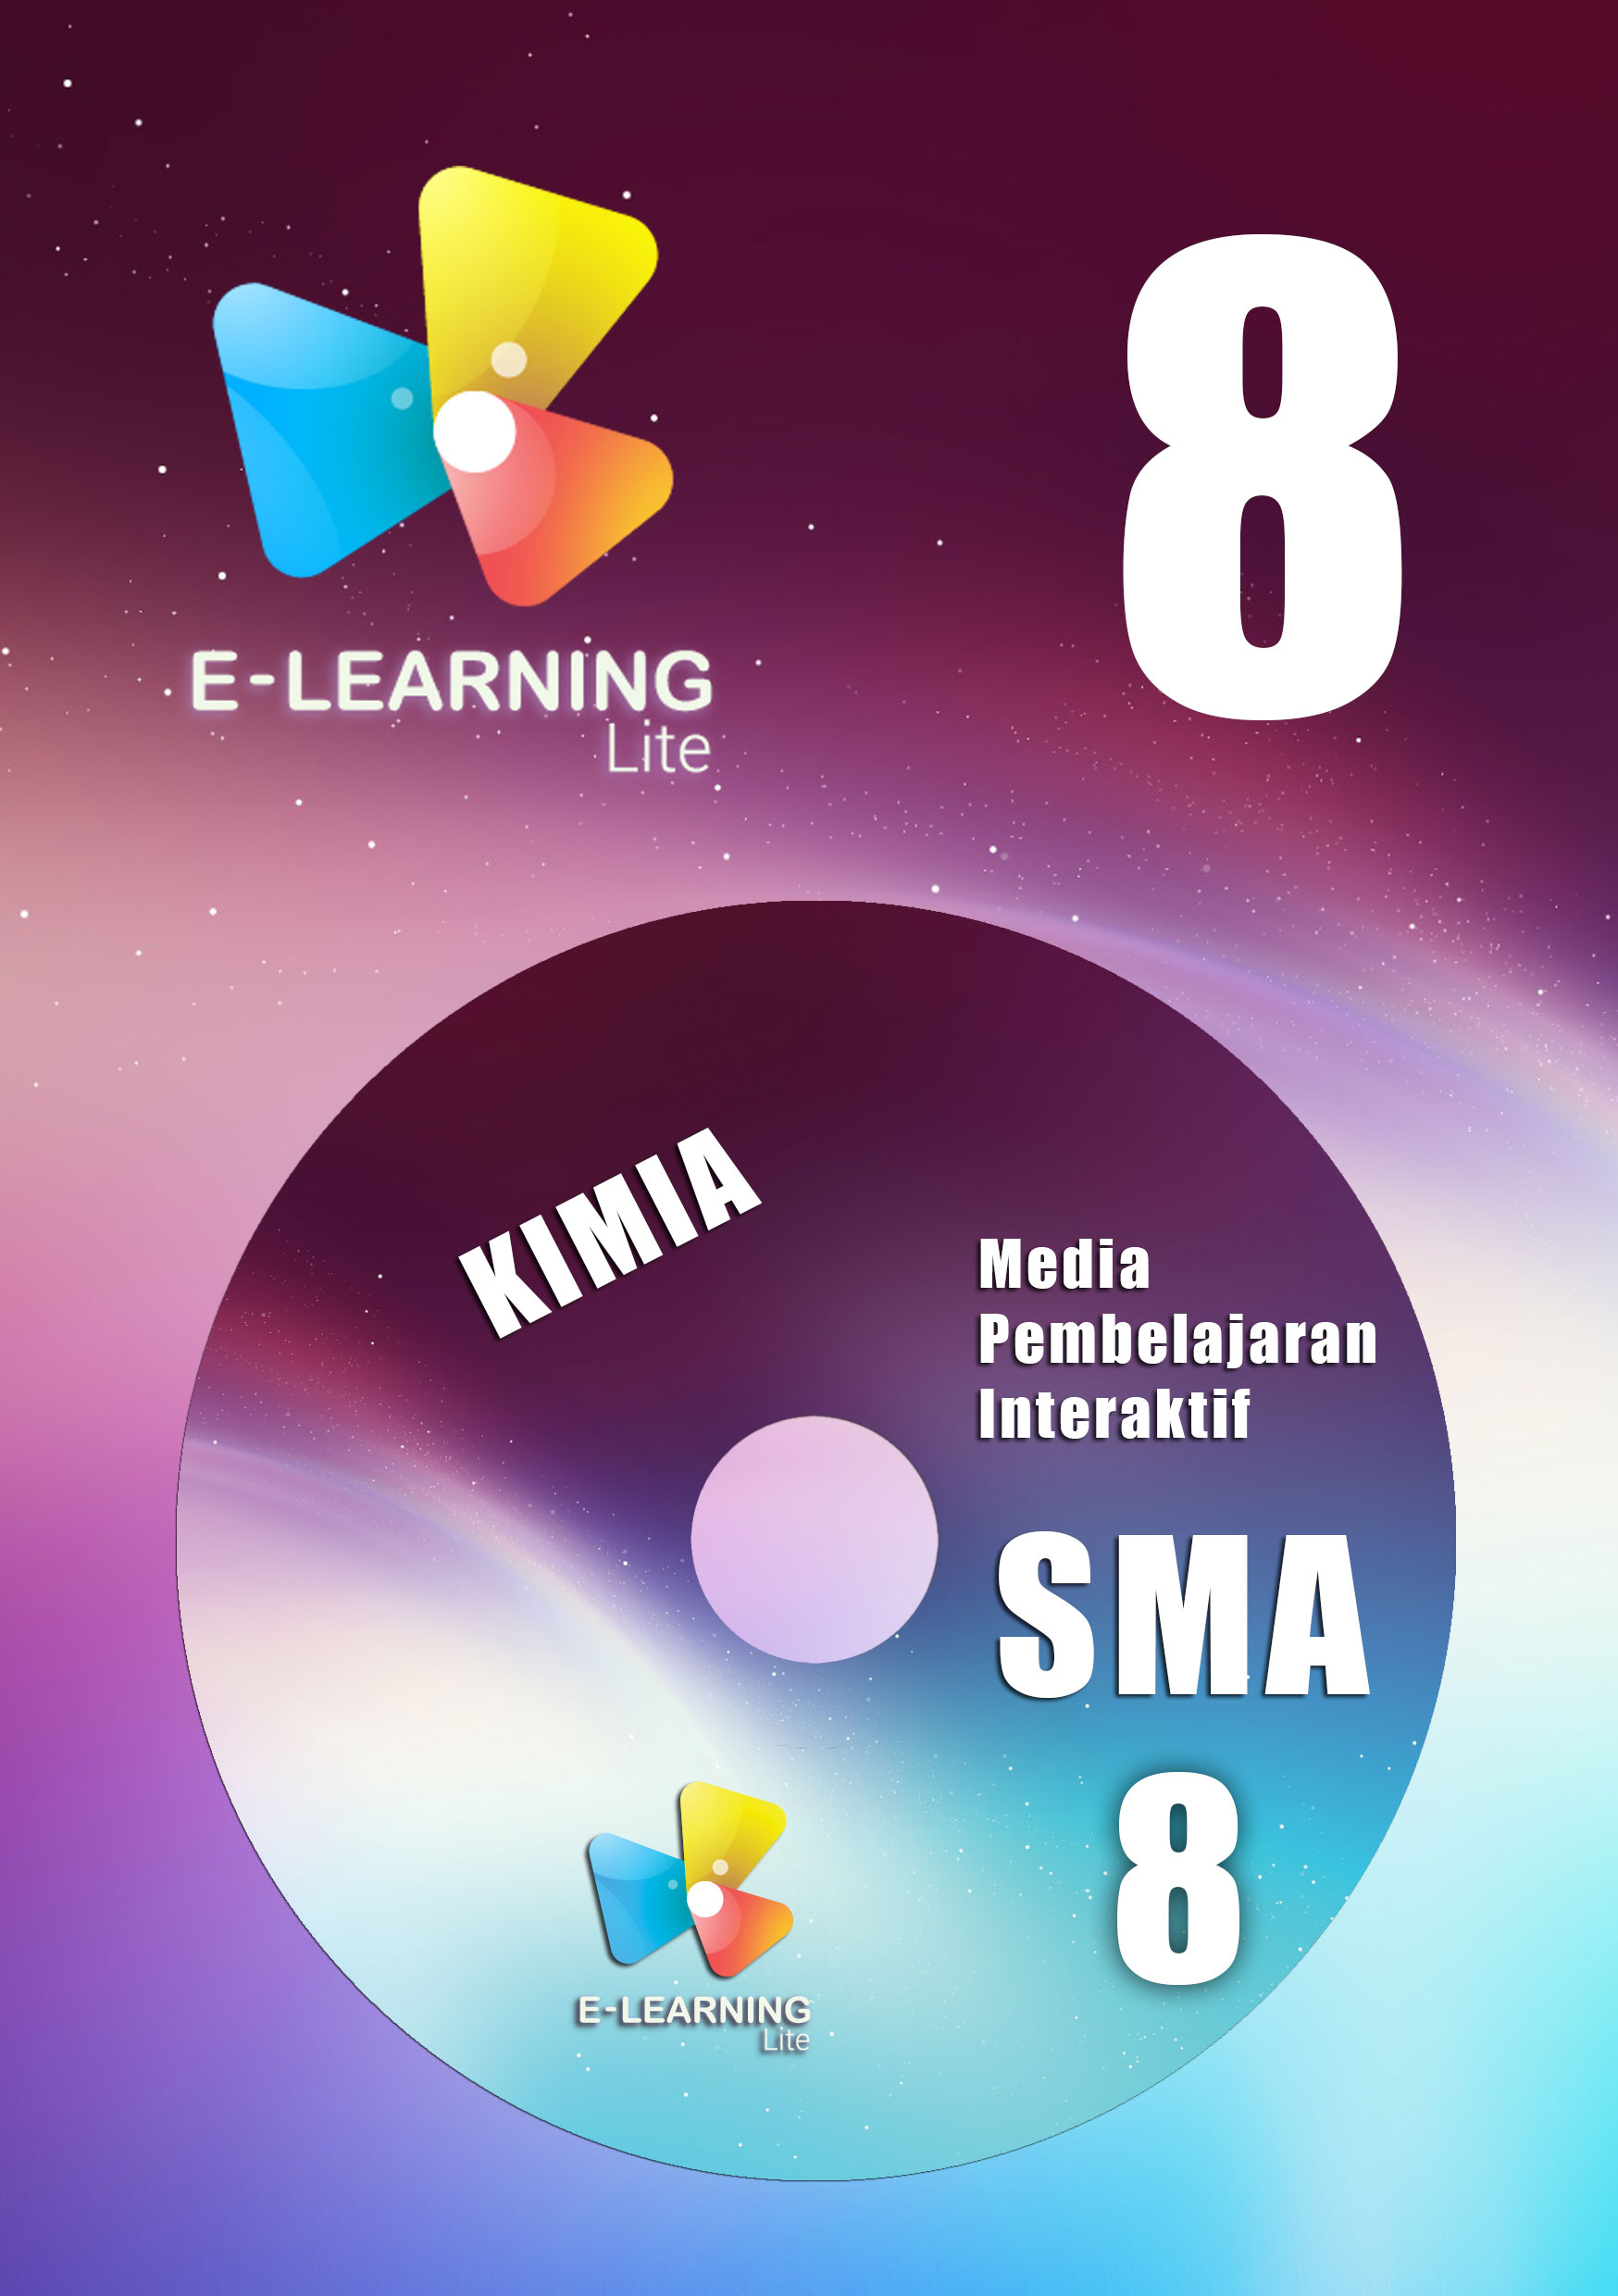 E-LEARNING
Lite
8
KIMIA
Media
Pembelajaran
Interaktif
SMA
8
E-LEARNING
Lite